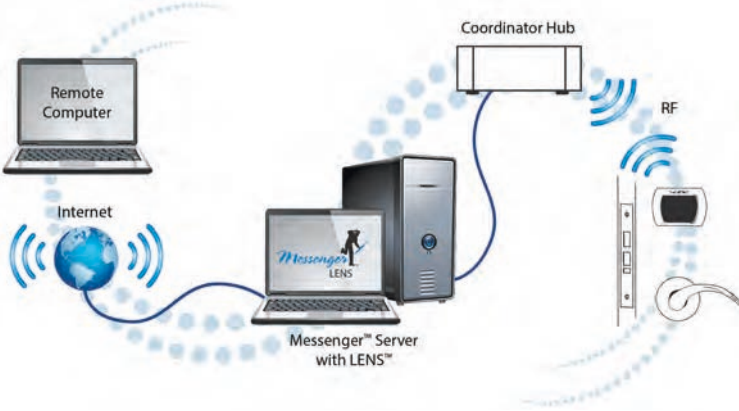 Coordinator Hub
Remote
Computer
RF
Internet
Messenger
LENS
Messenger™ Server
with LENS™